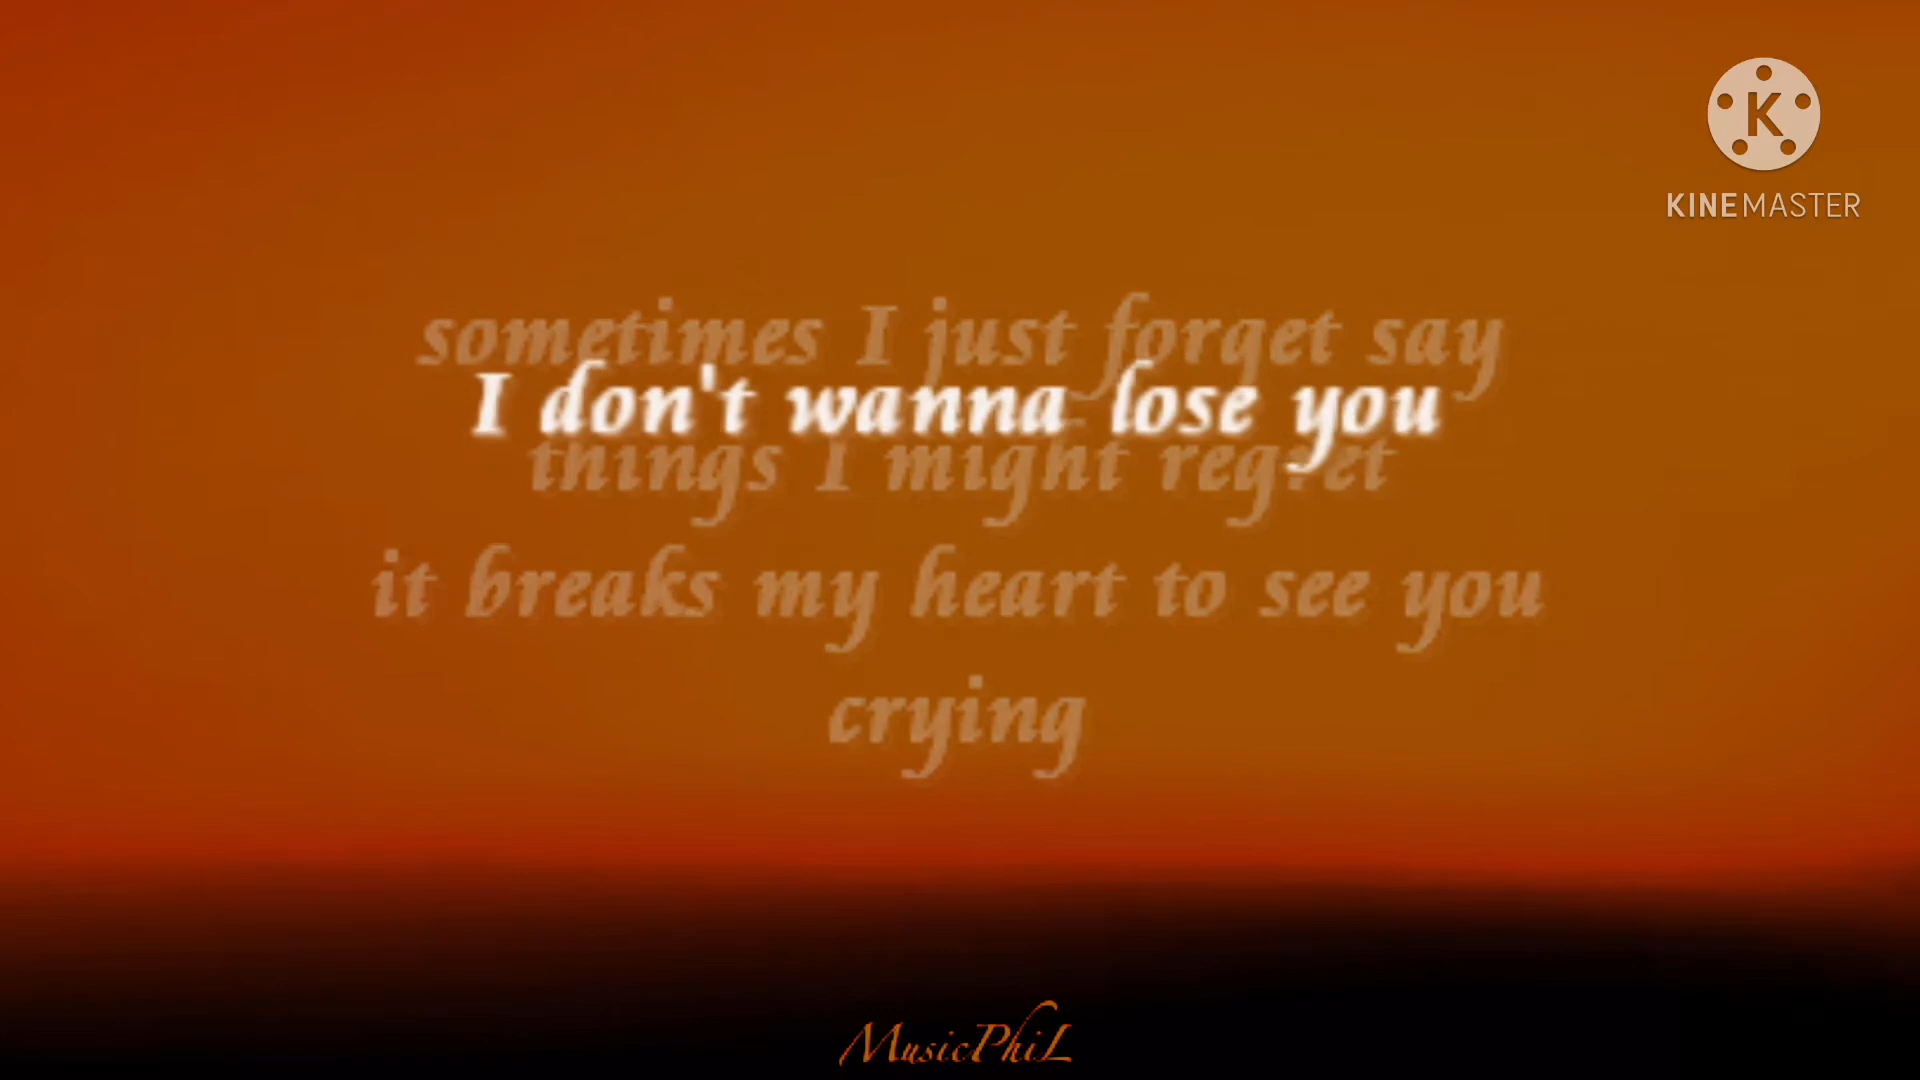 KINEMASTER
sometimes I just forget say
I don't wanna lose you
things I might regret
it breaks my heart to see you
crying
MusicPhiL